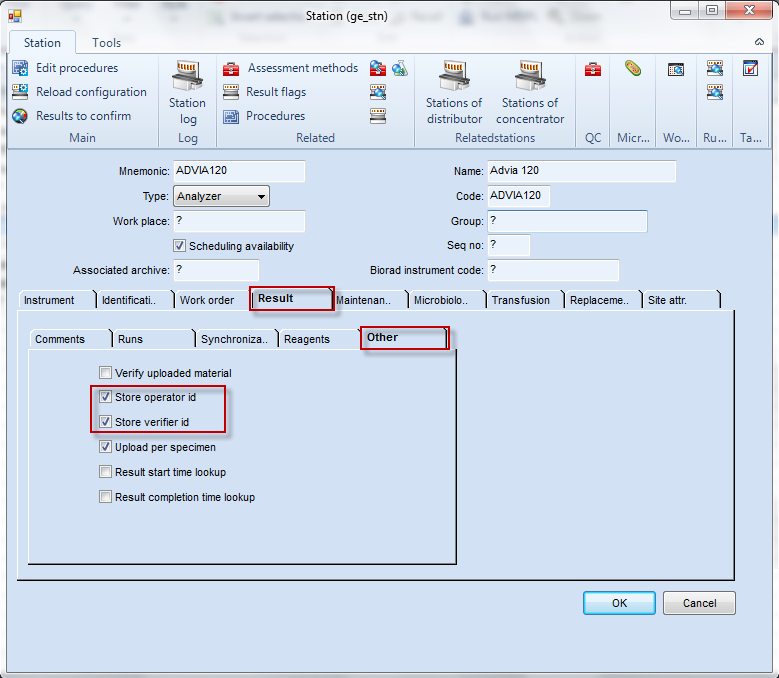 Station (ge_stn)
Station Tools
Edit procedures
Reload configuration
Results to confirm
Main
Station log
Log
Assessment methods
Result flags
Procedures
Related
Stations of distributor
Stations of concentrator
Relatedstations
QC
Micr...
Wo...
Ru...
Ta...
Mnemonic: ADVIA120
Name: Advia 120
Type: Analyzer
Code: ADVIA120
Work place: ?
Group: ?
Scheduling availability
Seq no: ?
Associated archive: ?
Biorad instrument code: ?
Instrument Identificati.. Work order Result Maintenan.. Microbiolo.. Transfusion Replaceme.. Site attr.
Comments Runs Synchroniza.. Reagents Other
Verify uploaded material
Store operator id
Store verifier id
Upload per specimen
Result start time lookup
Result completion time lookup
OK Cancel